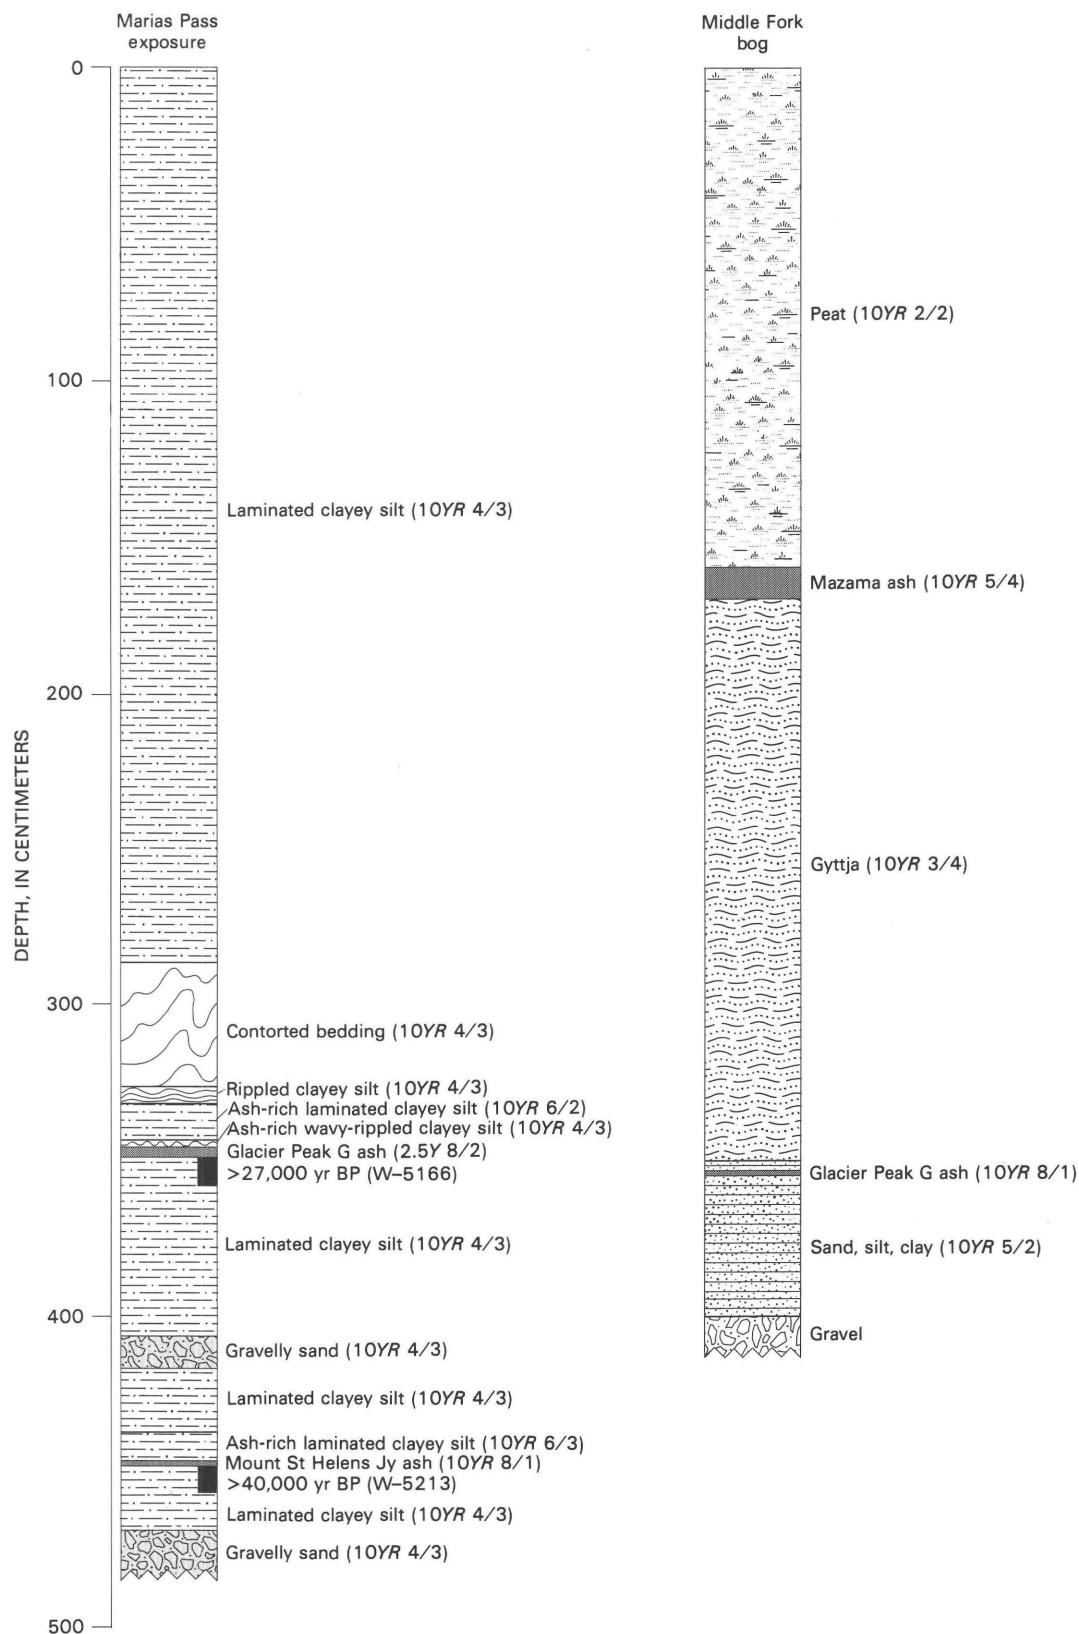 Marias Pass
exposure
Middle Fork
bog
DEPTH, IN CENTIMETERS
0
100
200
300
400
500
Laminated clayey silt (10YR 4/3)
Contorted bedding (10YR 4/3)
Rippled clayey silt (10YR 4/3)
Ash-rich laminated clayey silt (10YR 6/2)
Ash-rich wavy-rippled clayey silt (10YR 4/3)
Glacier Peak G ash (2.5Y 8/2)
>27,000 yr BP (W–5166)
Laminated clayey silt (10YR 4/3)
Gravelly sand (10YR 4/3)
Laminated clayey silt (10YR 4/3)
Ash-rich laminated clayey silt (10YR 6/3)
Mount St Helens Jy ash (10YR 8/1)
>40,000 yr BP (W–5213)
Laminated clayey silt (10YR 4/3)
Gravelly sand (10YR 4/3)
Peat (10YR 2/2)
Mazama ash (10YR 5/4)
Gyttja (10YR 3/4)
Glacier Peak G ash (10YR 8/1)
Sand, silt, clay (10YR 5/2)
Gravel